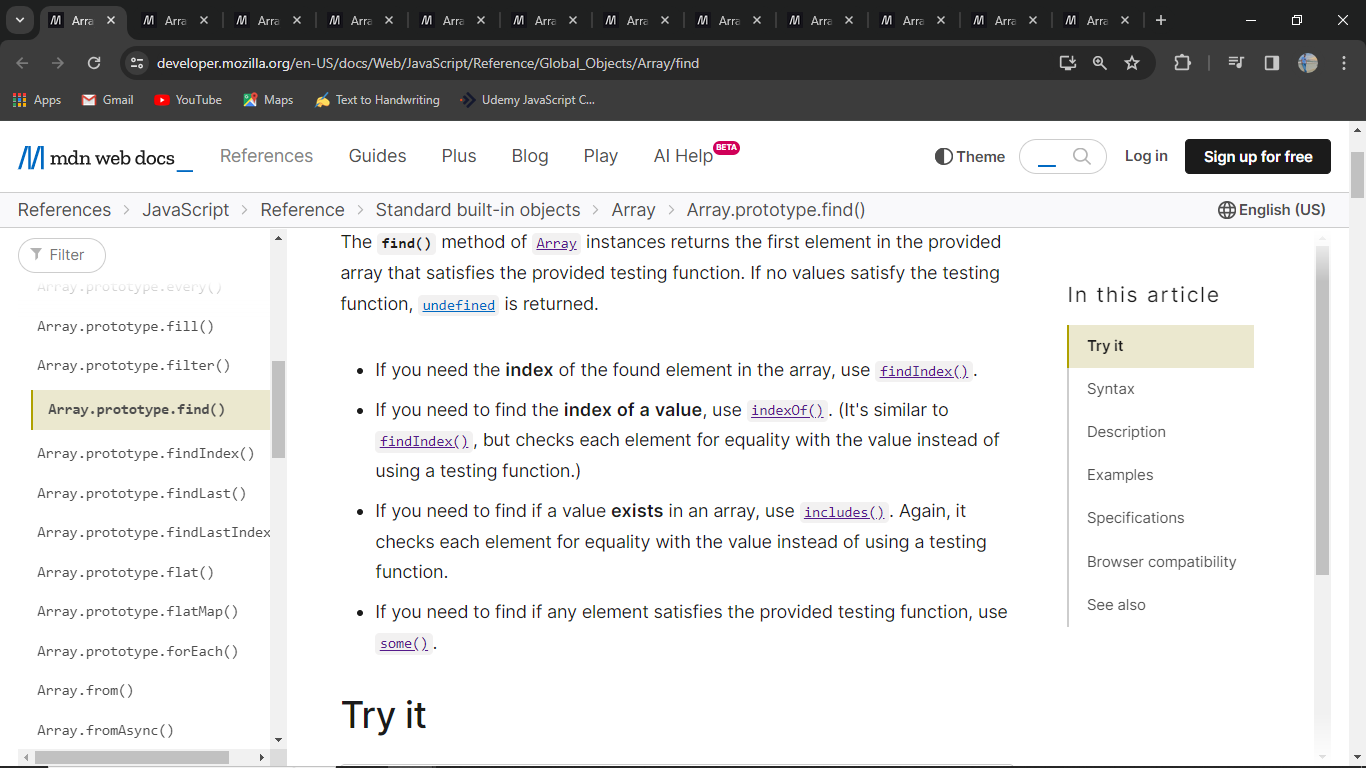 Arra
Arra
Arra
Arra
Arra
Arra
Arra
Arra
Arra
Arra
Arra
Arra
developer.mozilla.org/en-US/docs/Web/JavaScript/Reference/Global_Objects/Array/find
Apps Gmail YouTube Maps Text to Handwriting Udemy JavaScript C...
mdn web docs_ References Guides Plus Blog Play AI Help BETA Theme Log in Sign up for free
References > JavaScript > Reference > Standard built-in objects > Array > Array.prototype.find() English (US)
Filter
Array.prototype.every()
Array.prototype.fill()
Array.prototype.filter()
Array.prototype.find()
Array.prototype.findIndex()
Array.prototype.findLast()
Array.prototype.findLastIndex
Array.prototype.flat()
Array.prototype.flatMap()
Array.prototype.forEach()
Array.from()
Array.fromAsync()
The find() method of Array instances returns the first element in the provided
array that satisfies the provided testing function. If no values satisfy the testing
function, undefined is returned.
• If you need the index of the found element in the array, use findIndex().
• If you need to find the index of a value, use indexOf(). (It's similar to
findIndex(), but checks each element for equality with the value instead of
using a testing function.)
• If you need to find if a value exists in an array, use includes(). Again, it
checks each element for equality with the value instead of using a testing
function.
• If you need to find if any element satisfies the provided testing function, use
some().
Try it
In this article
Try it
Syntax
Description
Examples
Specifications
Browser compatibility
See also